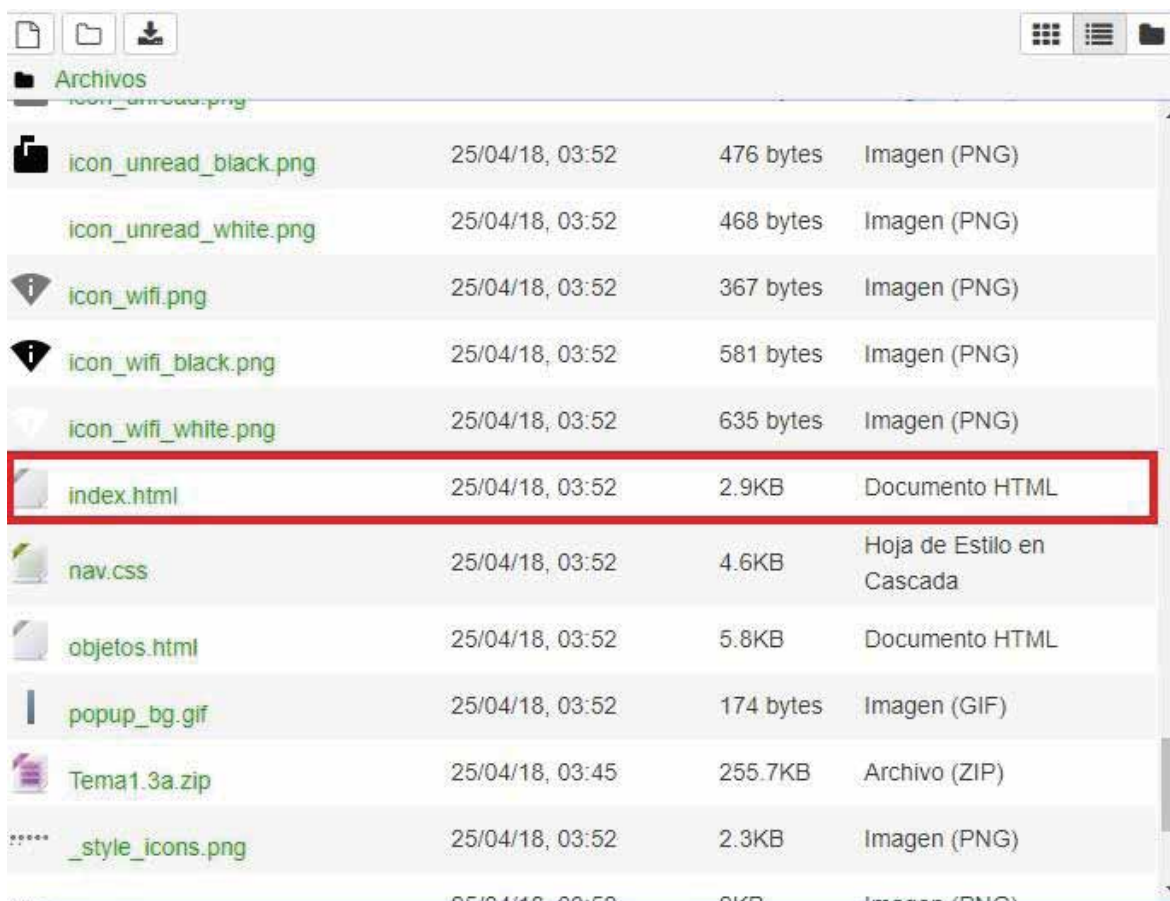 Archivos
icon_unread.png
icon_unread_black.png 25/04/18, 03:52 476 bytes Imagen (PNG)
icon_unread_white.png 25/04/18, 03:52 468 bytes Imagen (PNG)
icon_wifi.png 25/04/18, 03:52 367 bytes Imagen (PNG)
icon_wifi_black.png 25/04/18, 03:52 581 bytes Imagen (PNG)
icon_wifi_white.png 25/04/18, 03:52 635 bytes Imagen (PNG)
index.html 25/04/18, 03:52 2.9KB Documento HTML
nav.css 25/04/18, 03:52 4.6KB Hoja de Estilo en
Cascada
objetos.html 25/04/18, 03:52 5.8KB Documento HTML
popup_bg.gif 25/04/18, 03:52 174 bytes Imagen (GIF)
Tema1.3a.zip 25/04/18, 03:45 255.7KB Archivo (ZIP)
_style_icons.png 25/04/18, 03:52 2.3KB Imagen (PNG)